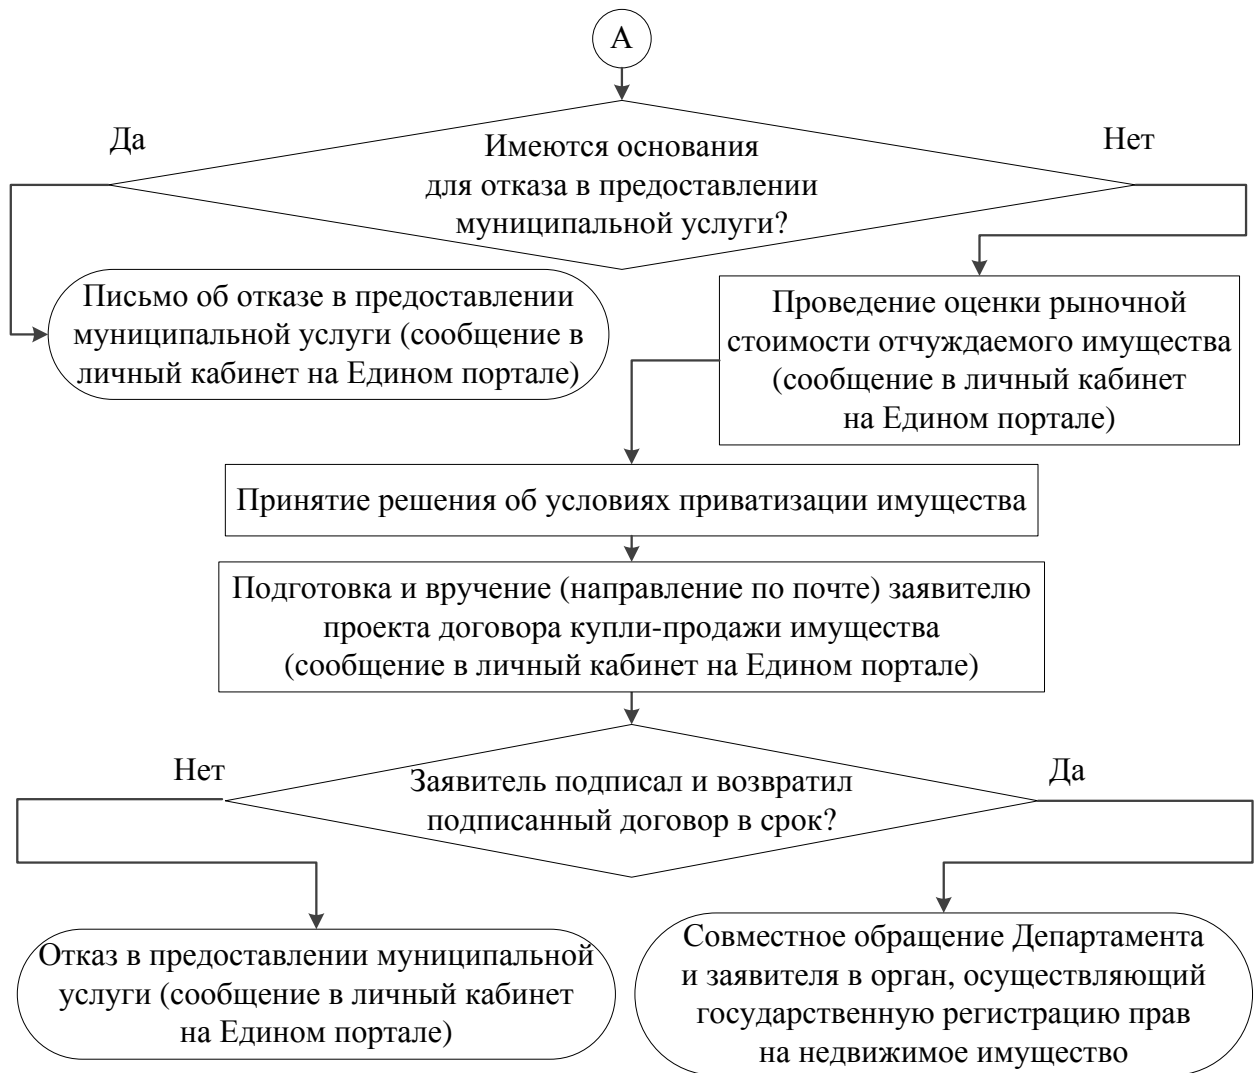 А
Да
Нет
Имеются основания
для отказа в предоставлении
муниципальной услуги?
Письмо об отказе в предоставлении
муниципальной услуги (сообщение в
личный кабинет на Едином портале)
Проведение оценки рыночной
стоимости отчуждаемого имущества
(сообщение в личный кабинет
на Едином портале)
Принятие решения об условиях приватизации имущества
Подготовка и вручение (направление по почте) заявителю
проекта договора купли-продажи имущества
(сообщение в личный кабинет на Едином портале)
Нет
Да
Заявитель подписал и возвратил
подписанный договор в срок?
Отказ в предоставлении муниципальной
услуги (сообщение в личный кабинет
на Едином портале)
Совместное обращение Департамента
и заявителя в орган, осуществляющий
государственную регистрацию прав
на недвижимое имущество